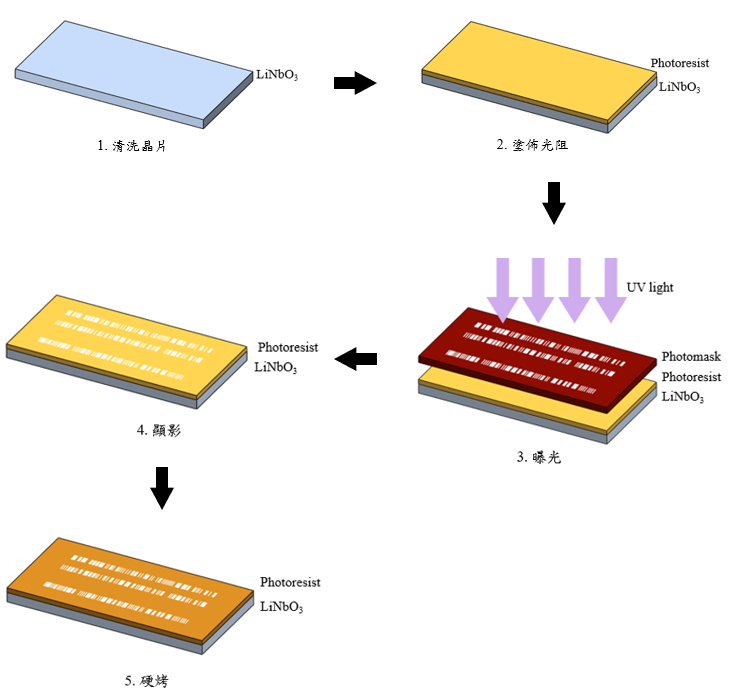 LiNbO₃
1. 清洗晶片
Photoresist
LiNbO₃
2. 塗佈光阻
UV light
Photomask
Photoresist
LiNbO₃
3. 曝光
Photoresist
LiNbO₃
4. 顯影
Photoresist
LiNbO₃
5. 硬烤